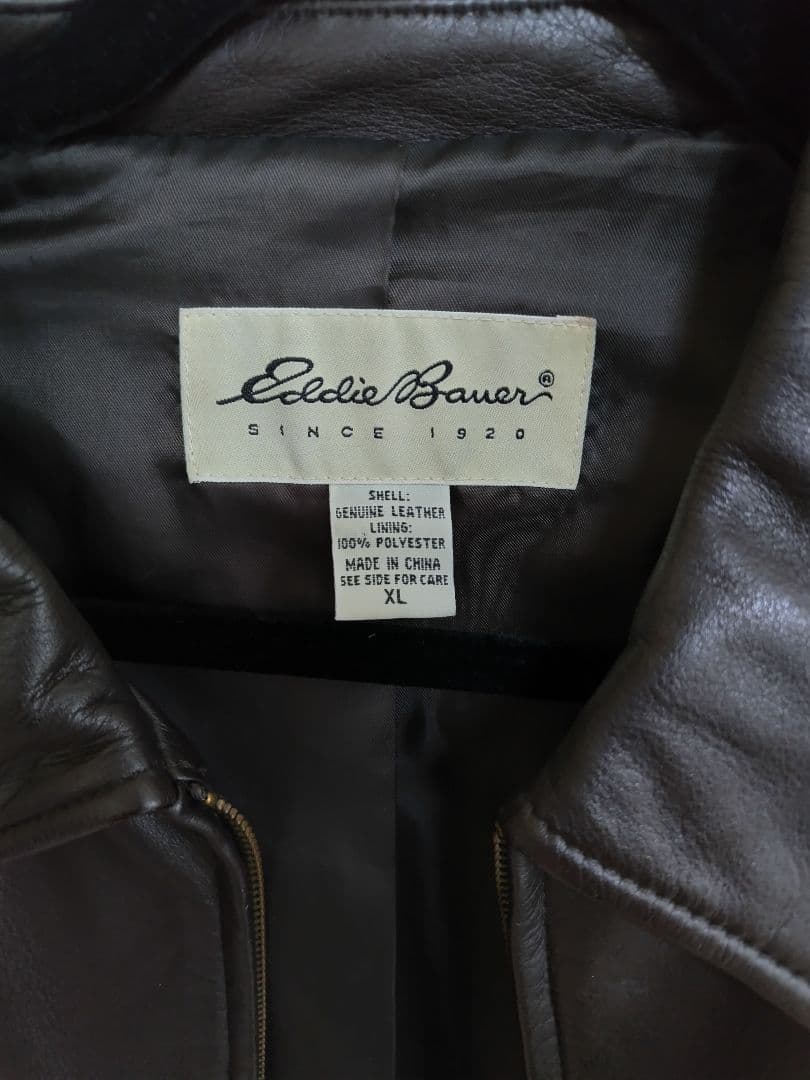 Eddie Bauer®
SINCE 1920
SHELL:
GENUINE LEATHER
LINING:
100% POLYESTER
MADE IN CHINA
SEE SIDE FOR CARE
XL